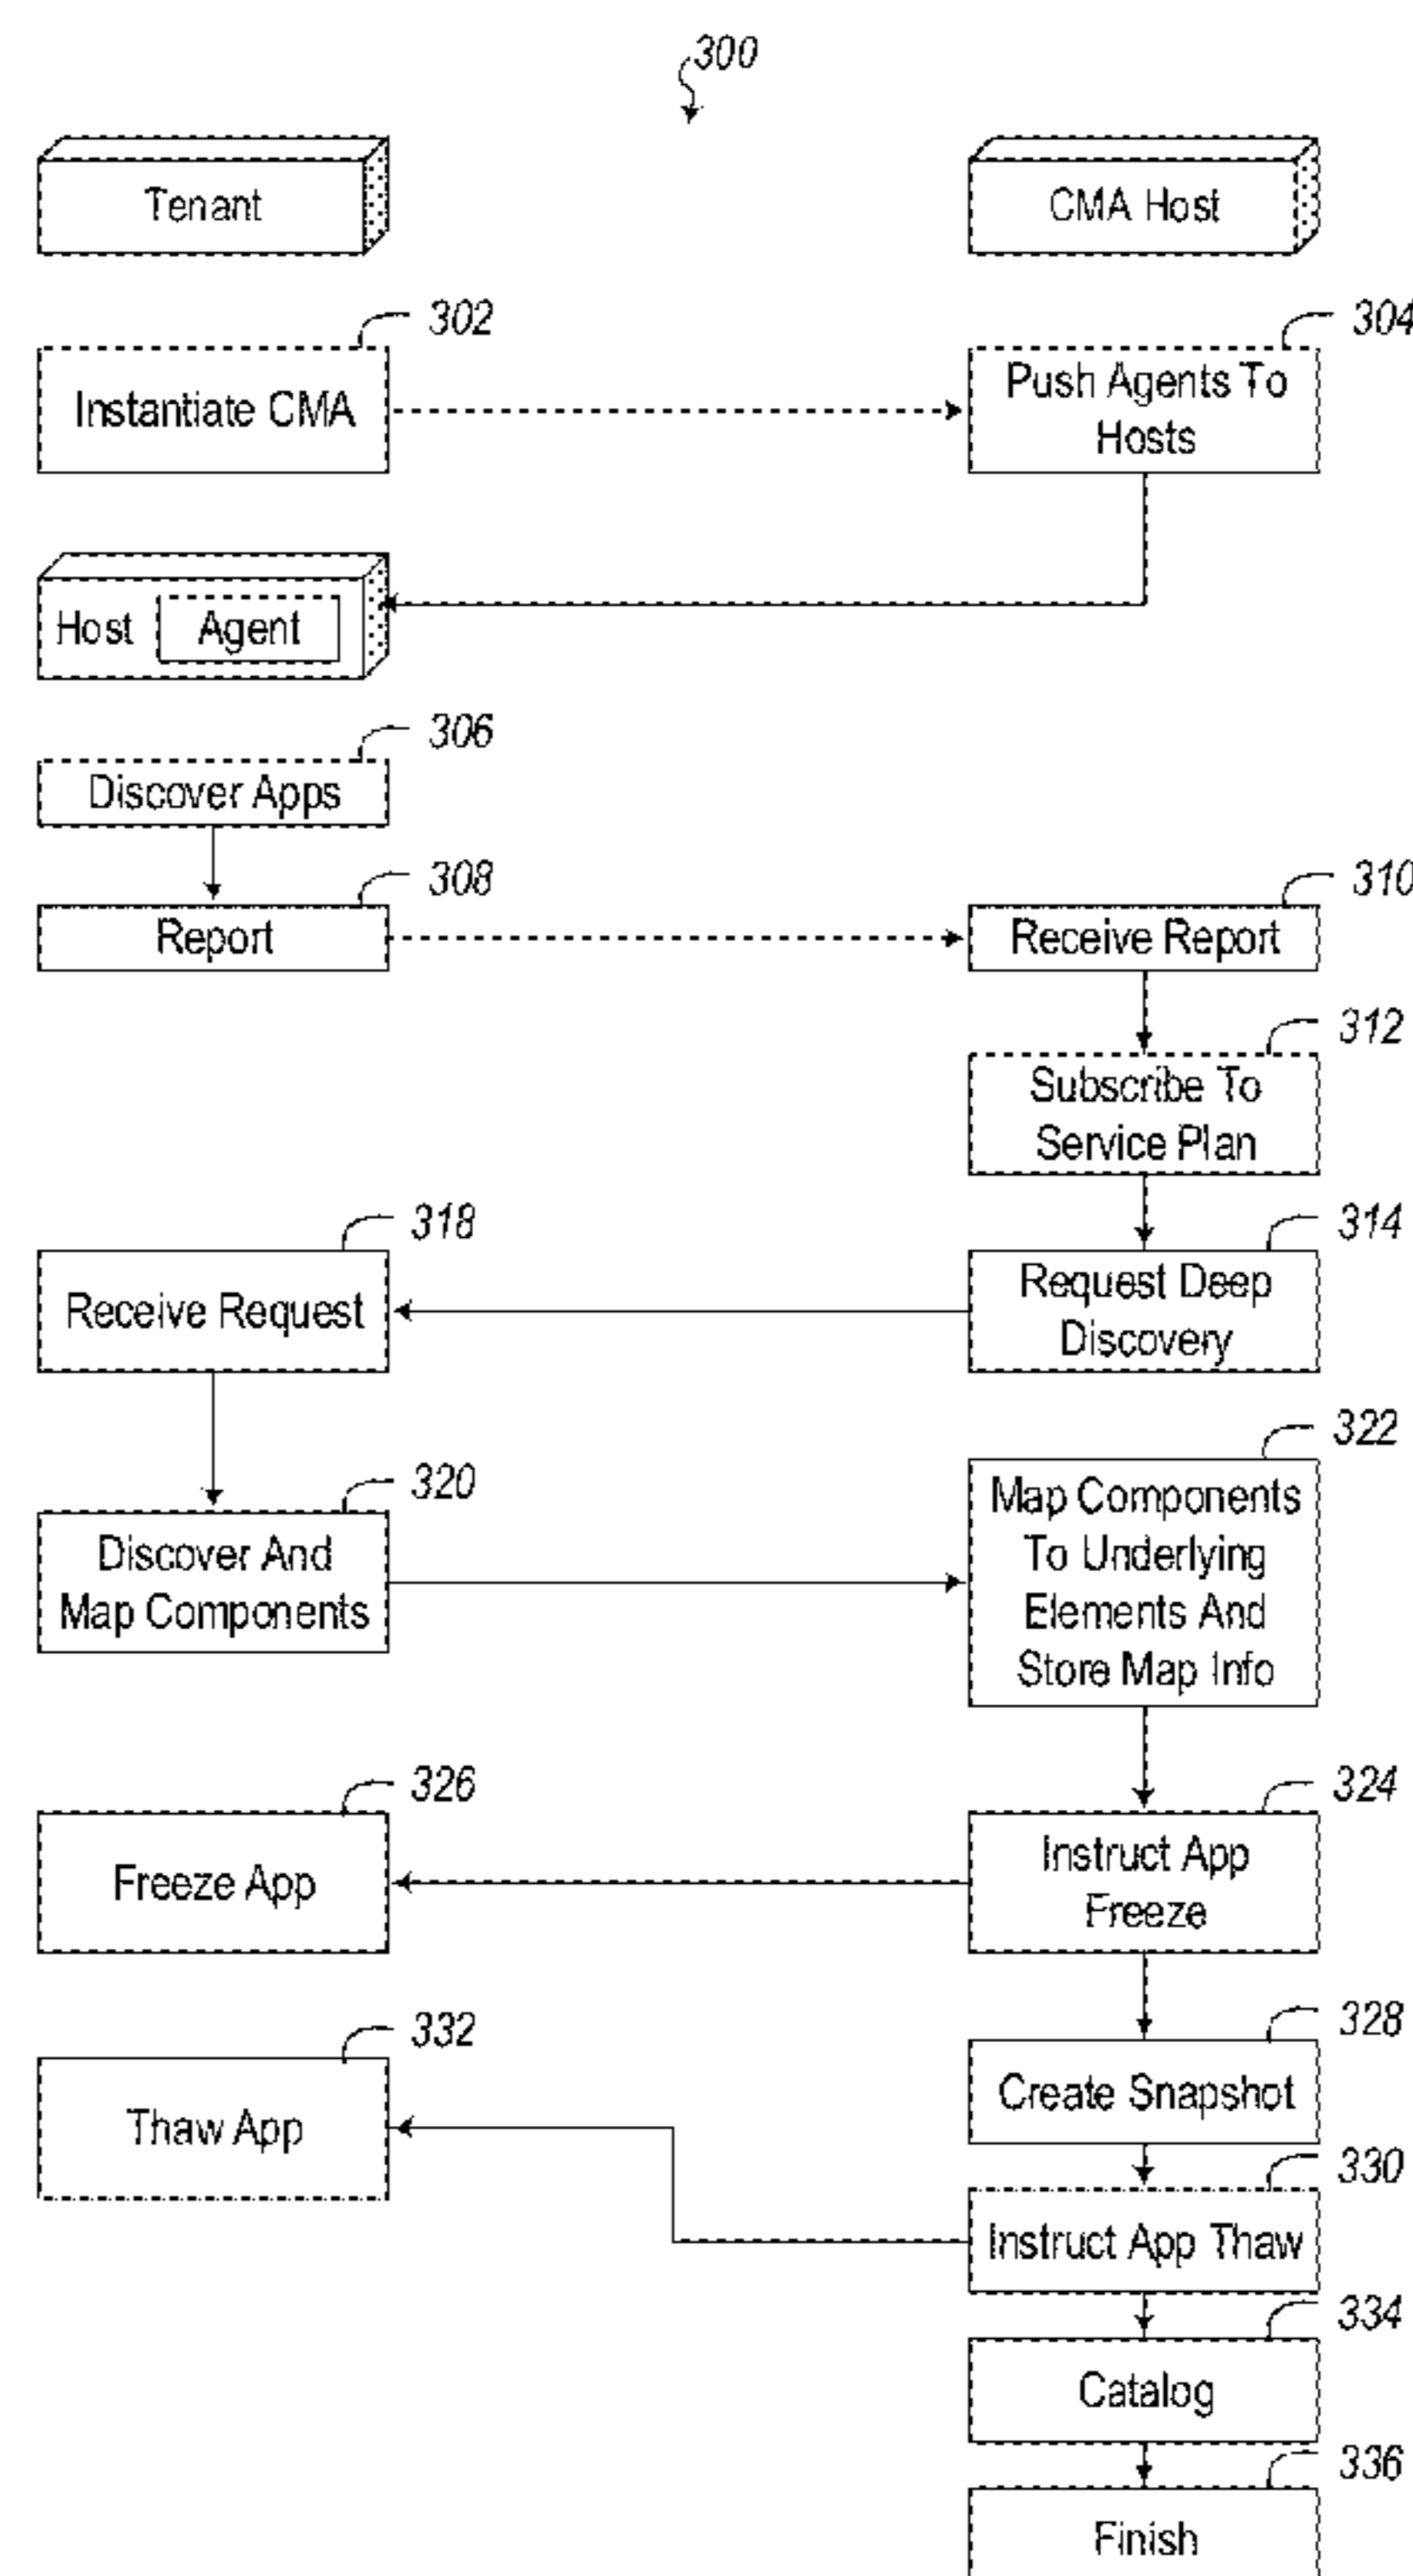 300
Tenant
CMA Host
302
304
Instantiate CMA
Push Agents To
Hosts
Host
Agent
306
Discover Apps
308
310
Report
Receive Report
312
Subscribe To
Service Plan
318
314
Receive Request
Request Deep
Discovery
320
322
Discover And
Map Components
Map Components
To Underlying
Elements And
Store Map Info
326
324
Freeze App
Instruct App
Freeze
332
328
Thaw App
Create Snapshot
330
Instruct App Thaw
334
Catalog
336
Finish